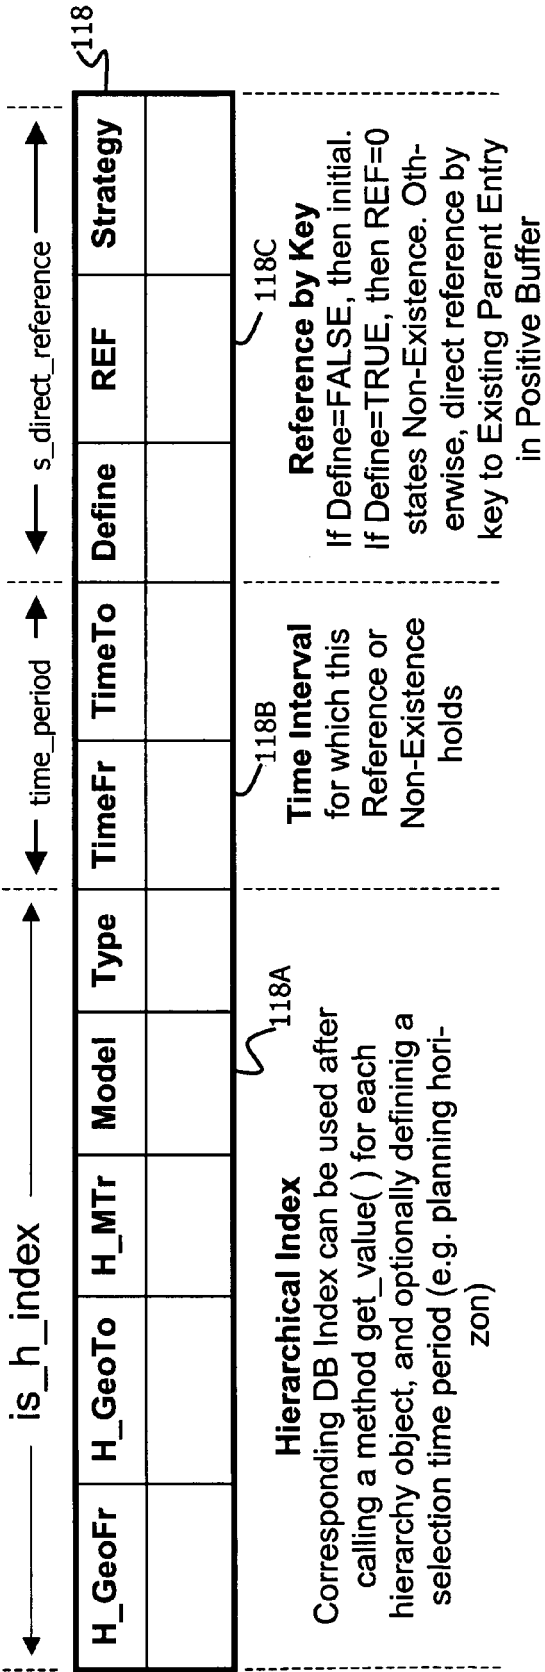 is_h_index
time_period
s_direct_reference
118
H_GeoFr H_GeoTo H_MTr Model Type TimeFr TimeTo Define REF Strategy
118A
118B
118C
Hierarchical Index
Corresponding DB Index can be used after
calling a method get_value( ) for each
hierarchy object, and optionally defining a
selection time period (e.g. planning hori-
zon)
Time Interval
for which this
Reference or
Non-Existence
holds
Reference by Key
If Define=FALSE, then initial.
If Define=TRUE, then REF=0
states Non-Existence. Oth-
erwise, direct reference by
key to Existing Parent Entry
in Positive Buffer